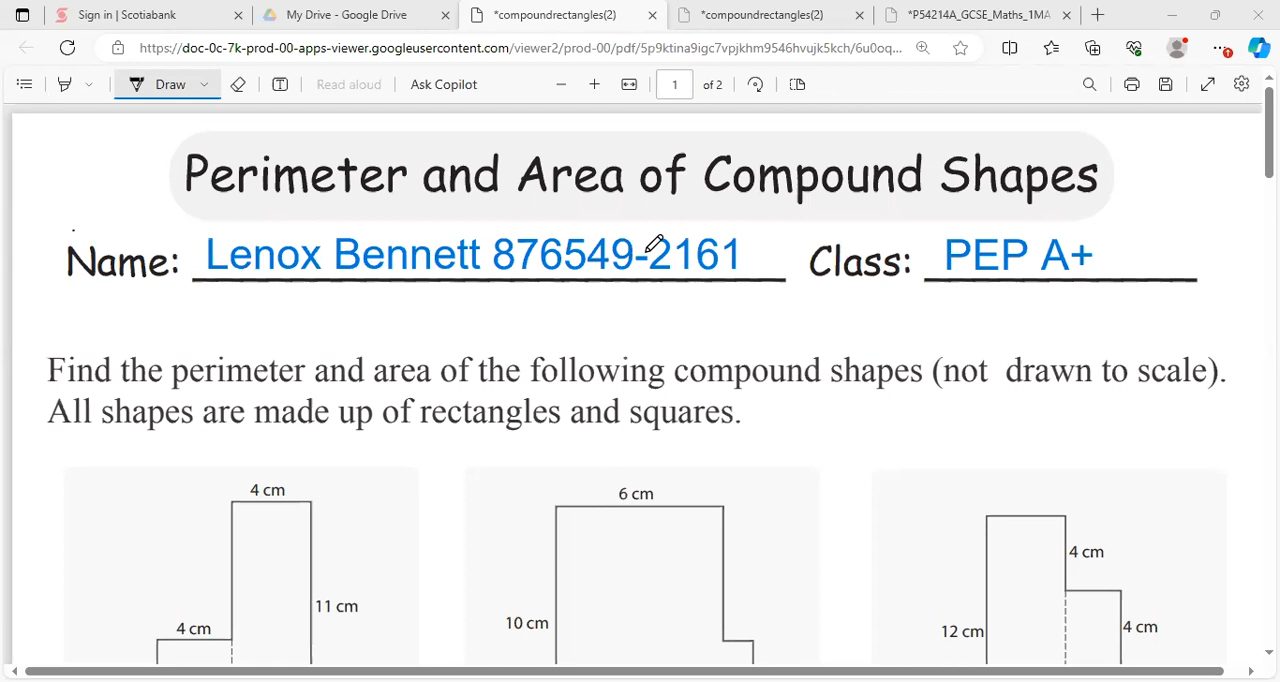 Sign in | Scotiabank
My Drive - Google Drive
*compoundrectangles(2)
*compoundrectangles(2)
*P54214A_GCSE_Maths_1MA
https://doc-0c-7k-prod-00-apps-viewer.googleusercontent.com/viewer2/prod-00/pdf/5p9ktina9igc7vpjkhm9546hvujk5kch/6u0oq...
Draw
Read aloud
Ask Copilot
1 of 2
Perimeter and Area of Compound Shapes
Name: Lenox Bennett 876549-2161 Class: PEP A+
Find the perimeter and area of the following compound shapes (not drawn to scale).
All shapes are made up of rectangles and squares.
4 cm
11 cm
4 cm
6 cm
10 cm
4 cm
12 cm
4 cm